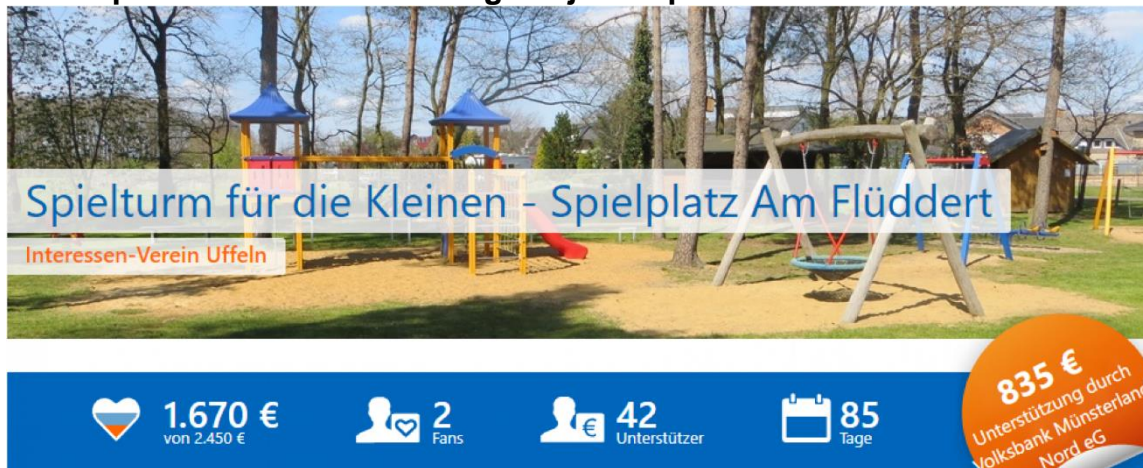 Spielturm für die Kleinen - Spielplatz Am Flüddert
Interessen-Verein Uffeln
1.670 €
von 2.450 €
2
Fans
42
Unterstützer
85
Tage
835 €
Unterstützung durch
Volksbank Münsterland
Nord eG